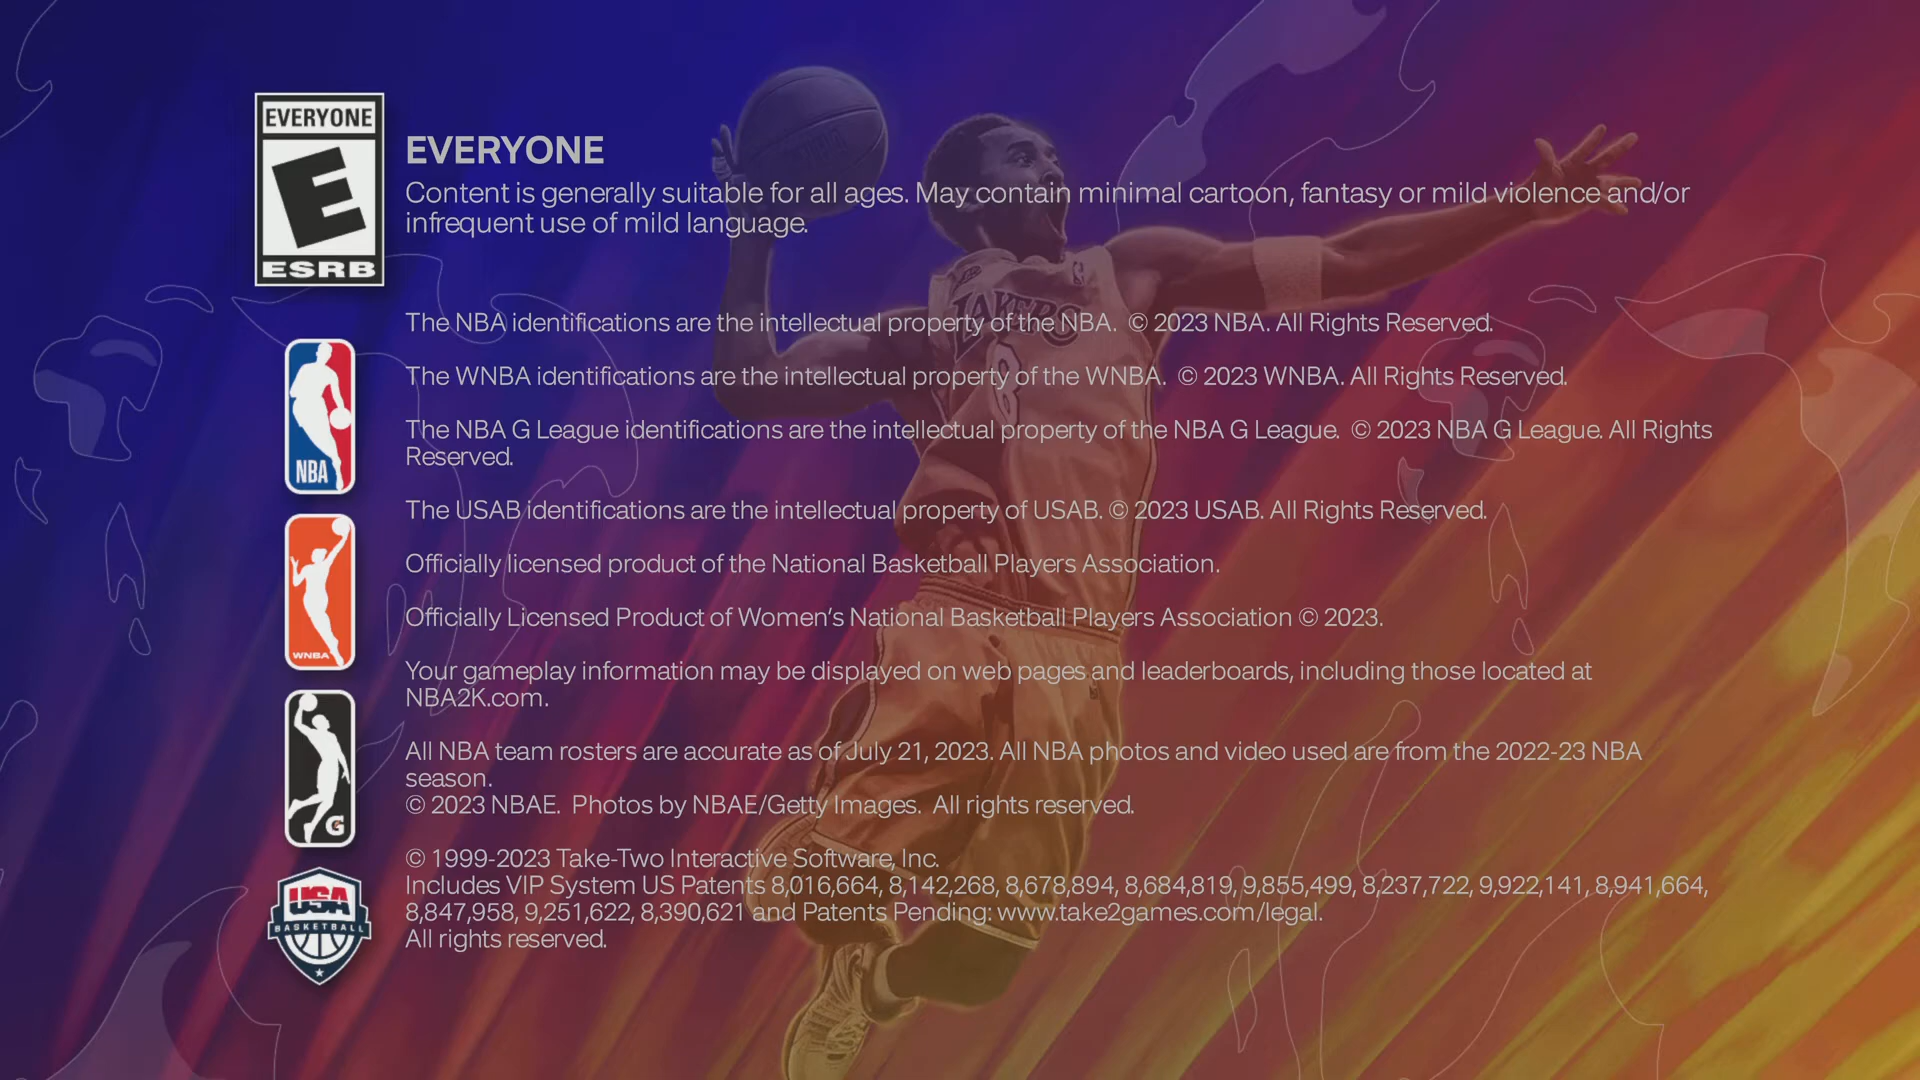 EVERYONE
E
ESRB
EVERYONE
Content is generally suitable for all ages. May contain minimal cartoon, fantasy or mild violence and/or
infrequent use of mild language.
The NBA identifications are the intellectual property of the NBA.  © 2023 NBA. All Rights Reserved.
The WNBA identifications are the intellectual property of the WNBA.  © 2023 WNBA. All Rights Reserved.
The NBA G League identifications are the intellectual property of the NBA G League.  © 2023 NBA G League. All Rights
Reserved.
NBA
The USAB identifications are the intellectual property of USAB. © 2023 USAB. All Rights Reserved.
Officially licensed product of the National Basketball Players Association.
Officially Licensed Product of Women’s National Basketball Players Association © 2023.
WNBA
Your gameplay information may be displayed on web pages and leaderboards, including those located at
NBA2K.com.
All NBA team rosters are accurate as of July 21, 2023. All NBA photos and video used are from the 2022-23 NBA
season.
© 2023 NBAE.  Photos by NBAE/Getty Images.  All rights reserved.
G
© 1999-2023 Take-Two Interactive Software, Inc.
Includes VIP System US Patents 8,016,664, 8,142,268, 8,678,894, 8,684,819, 9,855,499, 8,237,722, 9,922,141, 8,941,664,
8,847,958, 9,251,622, 8,390,621 and Patents Pending: www.take2games.com/legal.
All rights reserved.
USA
BASKETBALL
LAKERS
8